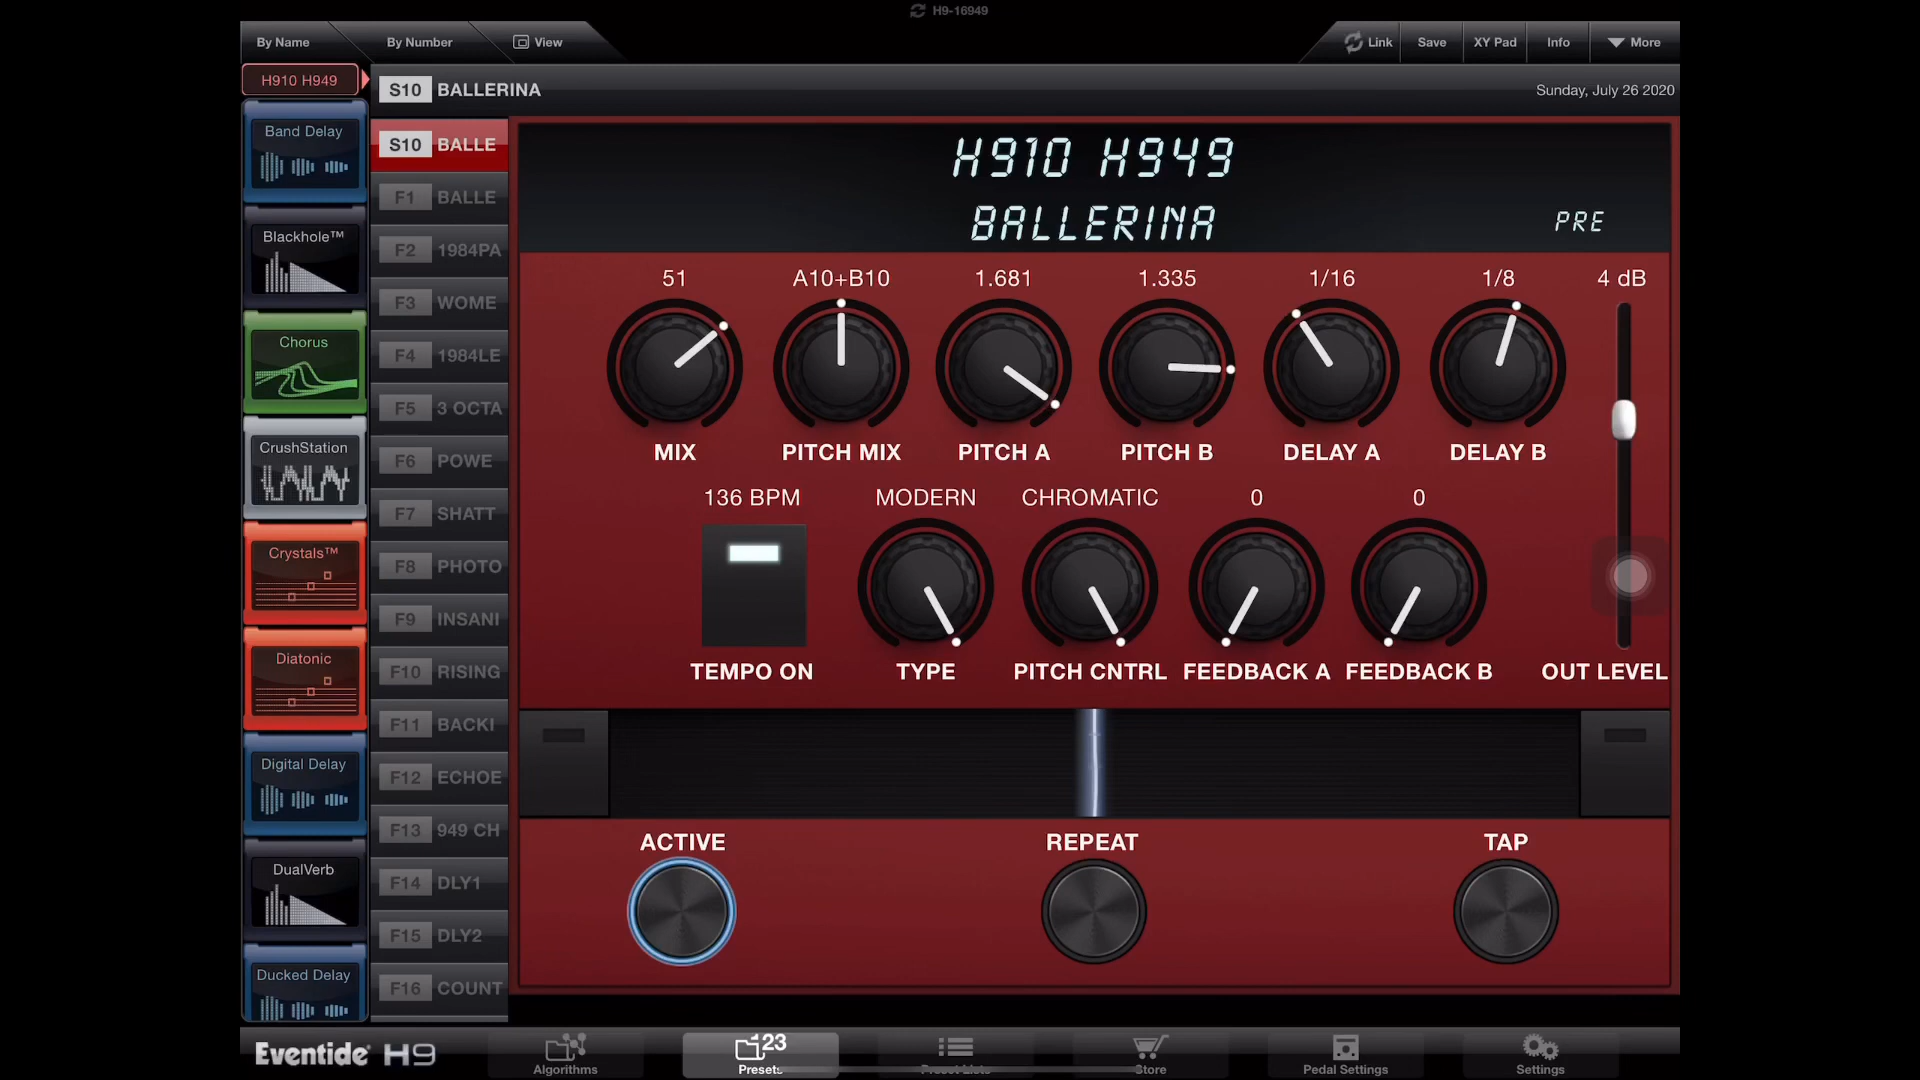 H9-16949
By Name
By Number
View
Link
Save
XY Pad
Info
More
H910 H949
S10 BALLERINA
Sunday, July 26 2020
Band Delay
Blackhole™
Chorus
CrushStation
Crystals™
Diatonic
Digital Delay
DualVerb
Ducked Delay
S10 BALLE
F1 BALLE
F2 1984PA
F3 WOME
F4 1984LE
F5 3 OCTA
F6 POWE
F7 SHATT
F8 PHOTO
F9 INSANI
F10 RISING
F11 BACKI
F12 ECHOE
F13 949 CH
F14 DLY1
F15 DLY2
F16 COUNT
H910 H949
BALLERINA
PRE
51
A10+B10
1.681
1.335
1/16
1/8
4 dB
MIX
PITCH MIX
PITCH A
PITCH B
DELAY A
DELAY B
136 BPM
MODERN
CHROMATIC
0
0
TEMPO ON
TYPE
PITCH CNTRL
FEEDBACK A
FEEDBACK B
OUT LEVEL
ACTIVE
REPEAT
TAP
Eventide H9
Algorithms
123
Presets
Preset Lists
Store
Pedal Settings
Settings